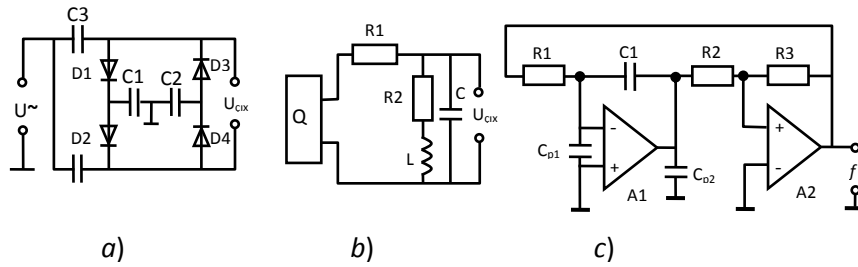 C3
D1
C1
C2
D3
U~
Uсіх
D2
D4
a)
R1
Q
R2
C
Uсіх
L
b)
R1
C1
R2
R3
-
+
Cp1
A1
Cp2
+
-
A2
f
c)